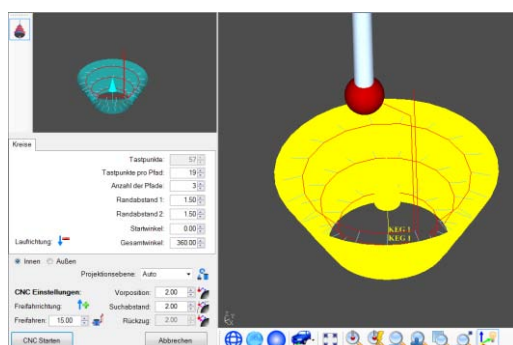 Kreise
Tastpunkte: 57
Tastpunkte pro Pfad: 19
Anzahl der Pfade: 3
Randabstand 1: 1.50
Randabstand 2: 1.50
Startwinkel: 0.00
Laufrichtung: Gesamtwinkel: 360.00
Innen Außen
Projektionsebene: Auto
CNC Einstellungen: Vorposition: 2.00
Freifahrrichtung: Suchabstand: 2.00
Freifahren: 15.00 Rückzug: 2.00
CNC Starten Abbrechen
KEG 1
KEG 1